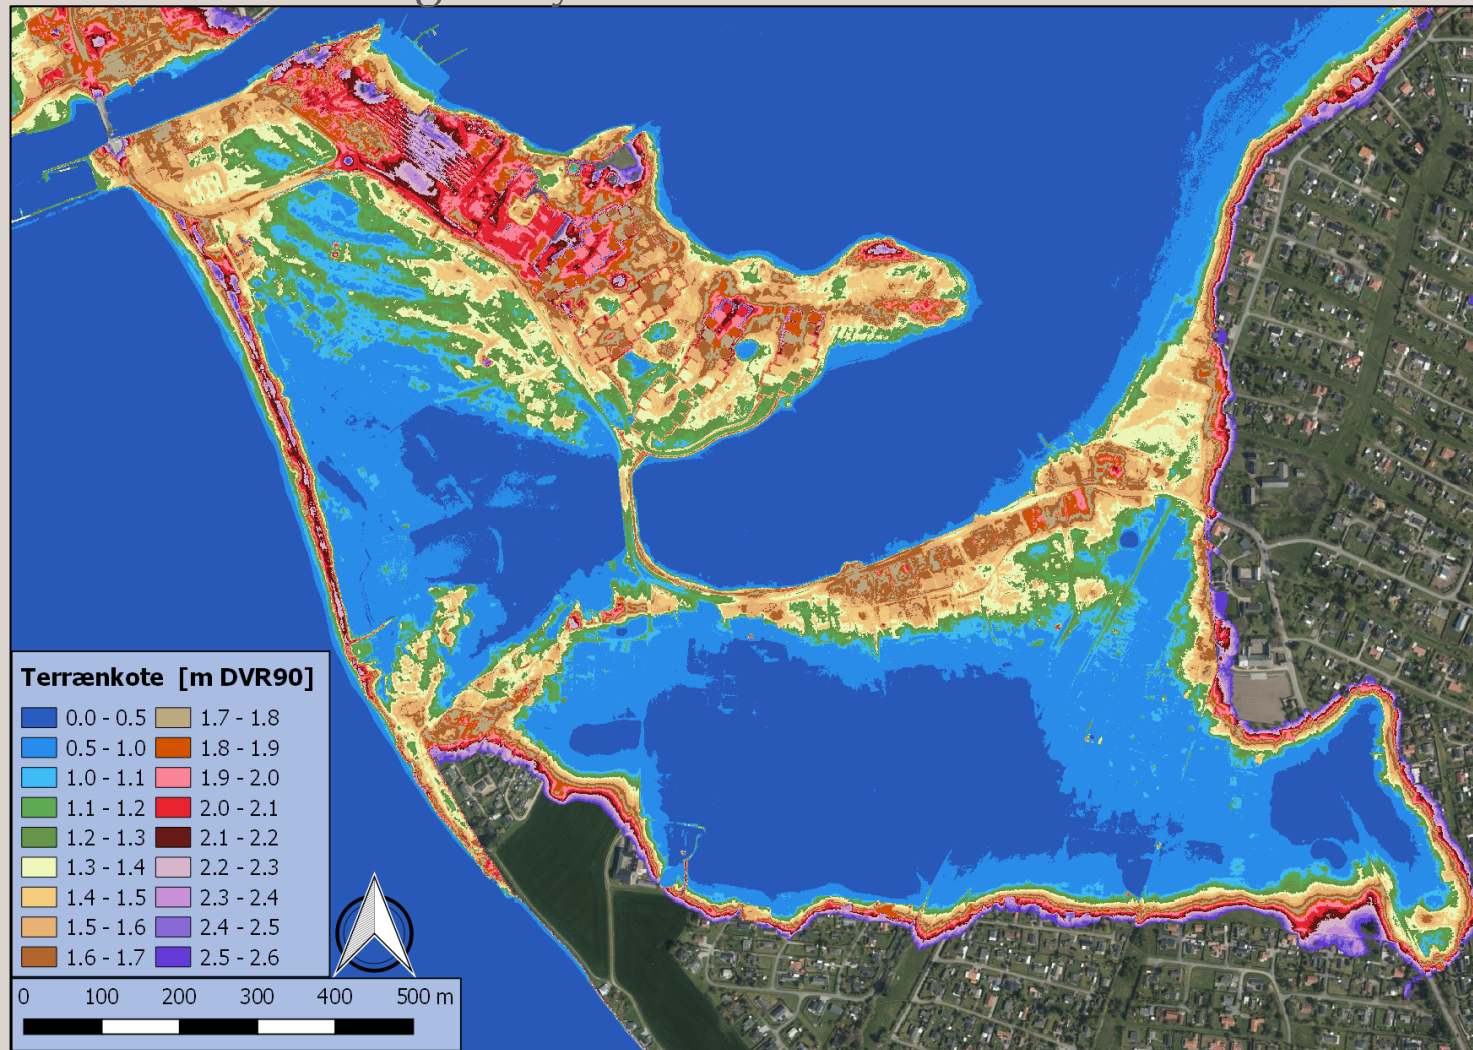 Terrænkote [m DVR90]
0.0 - 0.5 1.7 - 1.8
0.5 - 1.0 1.8 - 1.9
1.0 - 1.1 1.9 - 2.0
1.1 - 1.2 2.0 - 2.1
1.2 - 1.3 2.1 - 2.2
1.3 - 1.4 2.2 - 2.3
1.4 - 1.5 2.3 - 2.4
1.5 - 1.6 2.4 - 2.5
1.6 - 1.7 2.5 - 2.6
0 100 200 300 400 500 m